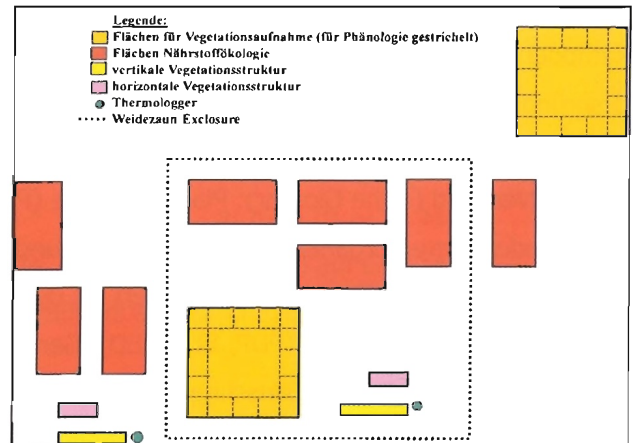 Legende:
Flächen für Vegetationsaufnahme (für Phänologie gestrichelt)
Flächen Nährstoffökologie
vertikale Vegetationsstruktur
horizontale Vegetationsstruktur
Thermologger
Weidezaun Exclosure